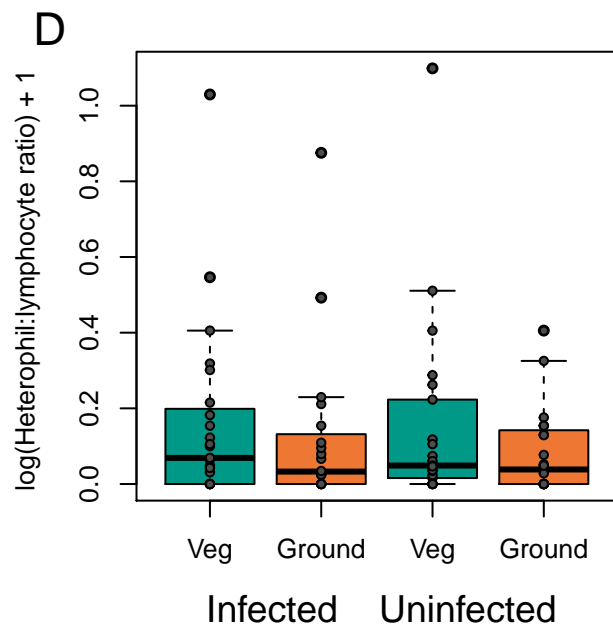 D
log(Heterophil:lymphocyte ratio) + 1
1.0
0.8
0.6
0.4
0.2
0.0
Veg Ground Veg Ground
Infected Uninfected